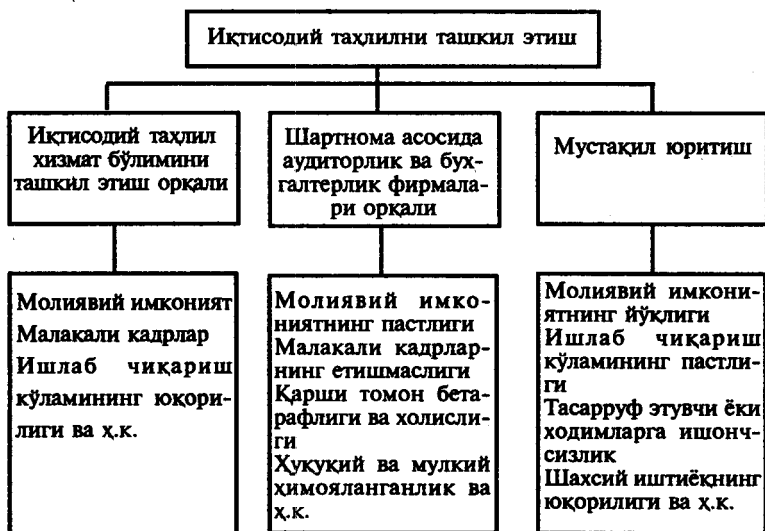 Иқтисодий таҳлилни ташкил этиш
Иқтисодий таҳлил
хизмат бўлимини
ташкил этиш орқали
Шартнома асосида
аудиторлик ва бух-
галтерлик фирмала-
ри орқали
Мустақил юритиш
Молиявий имконият
Малакали кадрлар
Ишлаб чиқариш
кўламининг юқори-
лиги ва ҳ.к.
Молиявий имко-
ниятнинг пастлиги
Малакали кадрлар-
нинг етишмаслиги
Қарши томон бета-
рафлиги ва холисли-
ги
Ҳуқуқий ва мулкий
ҳимояланганлик ва
ҳ.к.
Молиявий имкони-
ятнинг йўқлиги
Ишлаб чиқариш
кўламининг пастли-
ги
Тасарруф этувчи ёки
ходимларга ишонч-
сизлик
Шахсий иштиёқнинг
юқорилиги ва ҳ.к.